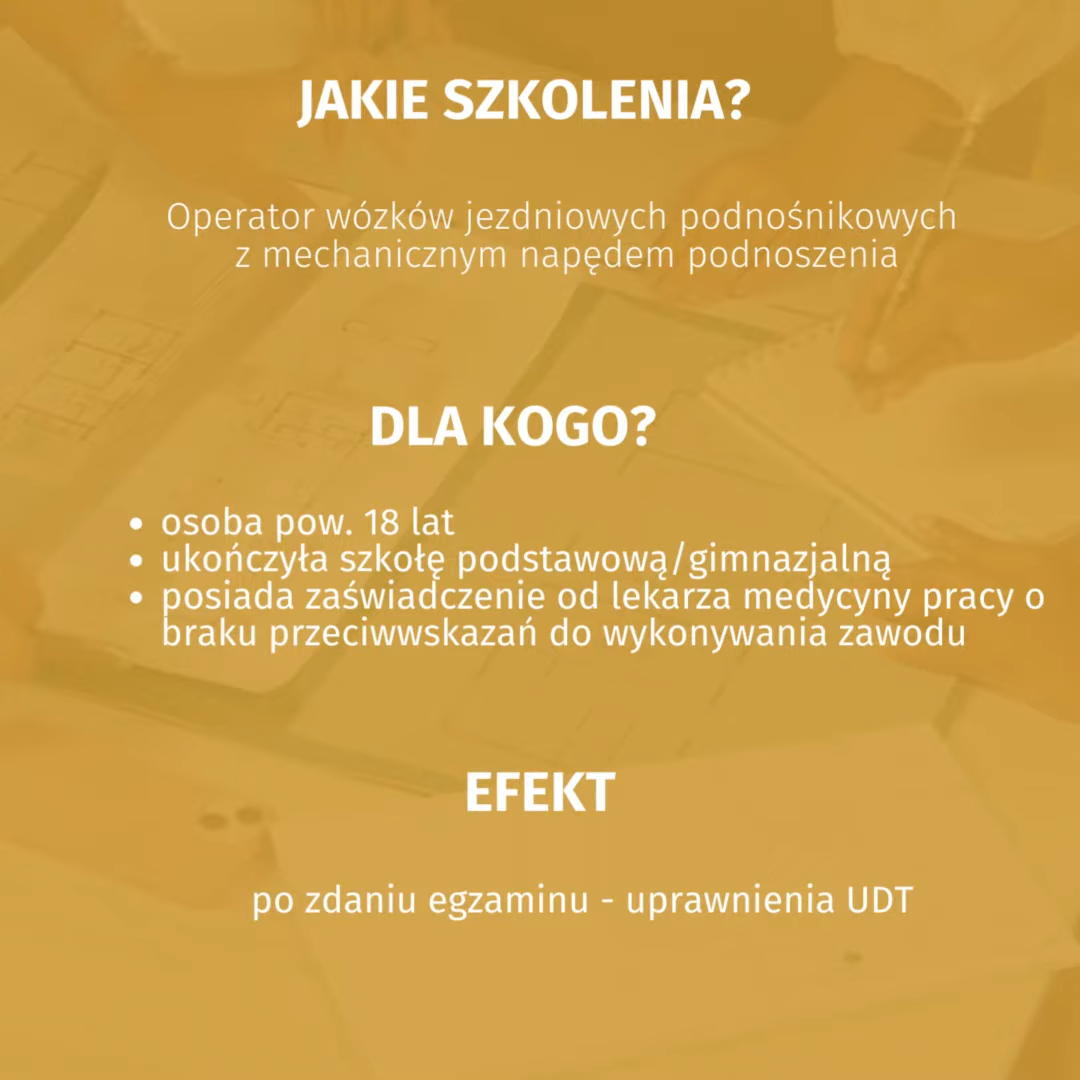 JAKIE SZKOLENIA?
Operator wózków jezdniowych podnośnikowych
z mechanicznym napędem podnoszenia
DLA KOGO?
• osoba pow. 18 lat
• ukończyła szkołę podstawową/gimnazjalną
• posiada zaświadczenie od lekarza medycyny pracy o
braku przeciwwskazań do wykonywania zawodu
EFEKT
po zdaniu egzaminu - uprawnienia UDT